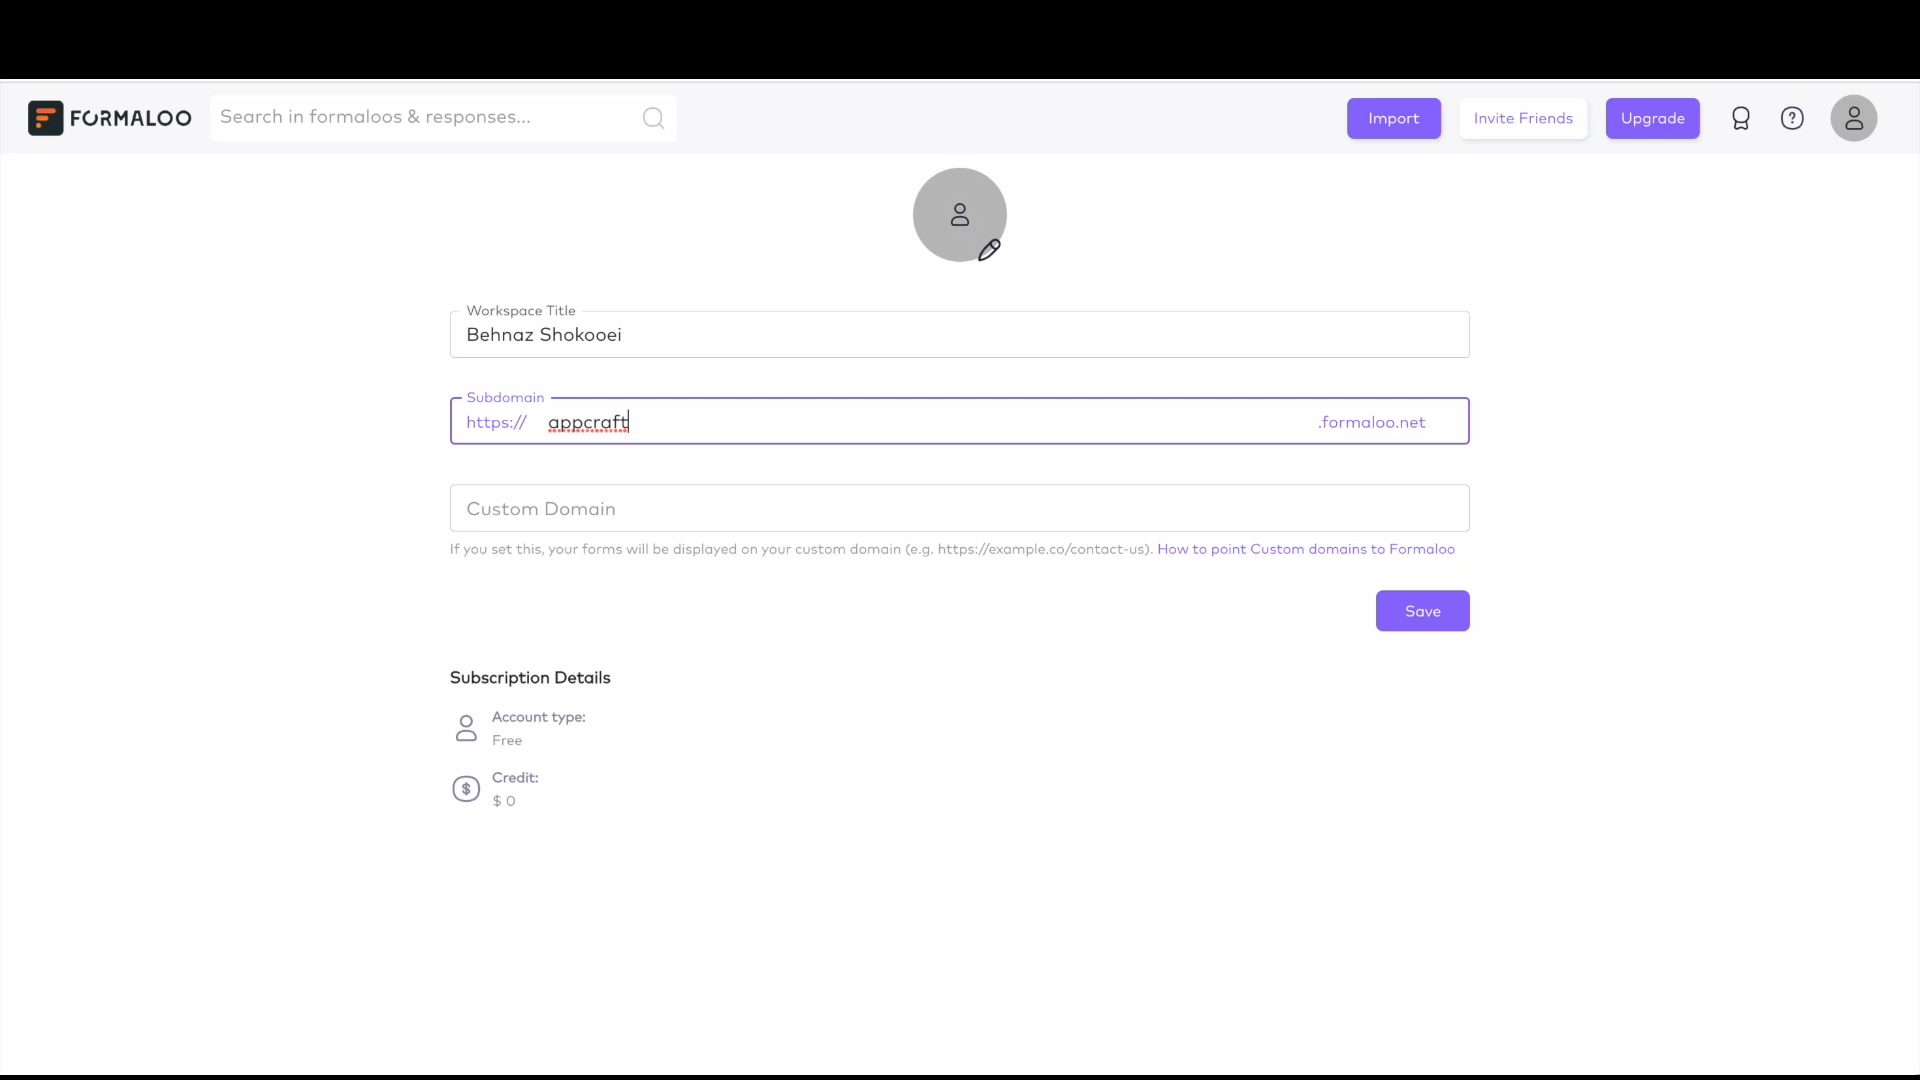 FORMALOO
Search in formaloos & responses...
Import
Invite Friends
Upgrade
?
Workspace Title
Behnaz Shokooei
Subdomain
https:// appcraft .formaloo.net
Custom Domain
If you set this, your forms will be displayed on your custom domain (e.g. https://example.co/contact-us). How to point Custom domains to Formaloo
Save
Subscription Details
Account type:
Free
Credit:
$ 0